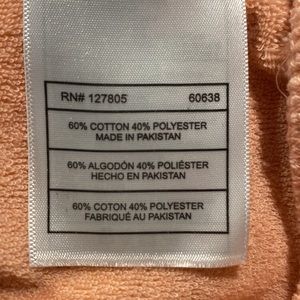 RN# 127805 60638
60% COTTON 40% POLYESTER
MADE IN PAKISTAN
60% ALGODÓN 40% POLIÉSTER
HECHO EN PAKISTÁN
60% COTON 40% POLYESTER
FABRIQUÉ AU PAKISTAN